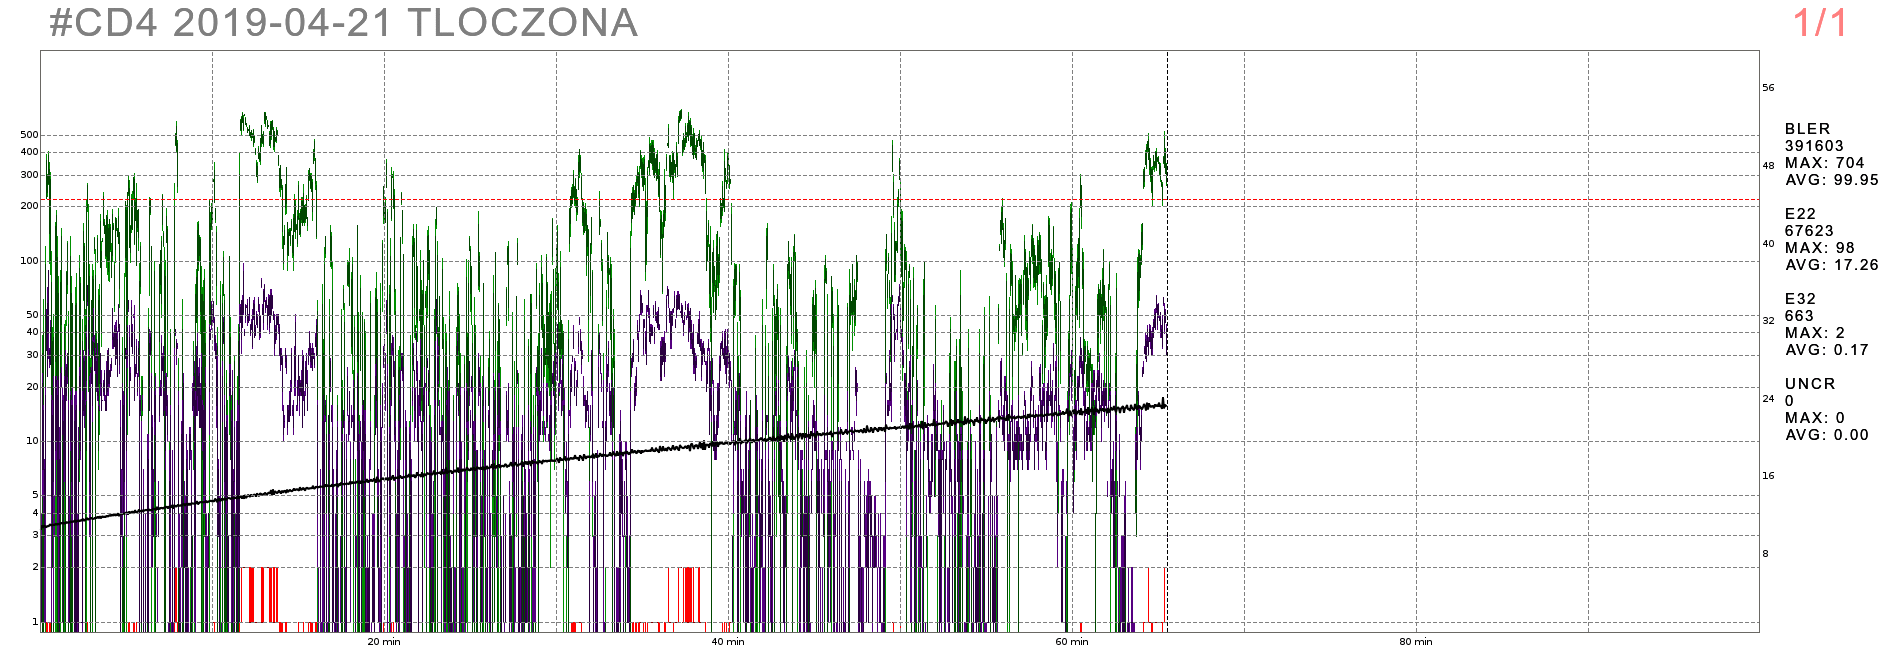 #CD4 2019-04-21 TLOCZONA
1/1
56
48
40
32
24
16
8
500
400
300
200
100
50
40
30
20
10
5
4
3
2
1
20 min
40 min
60 min
80 min
BLER
391603
MAX: 704
AVG: 99.95
E22
67623
MAX: 98
AVG: 17.26
E32
663
MAX: 2
AVG: 0.17
UNCR
0
MAX: 0
AVG: 0.00